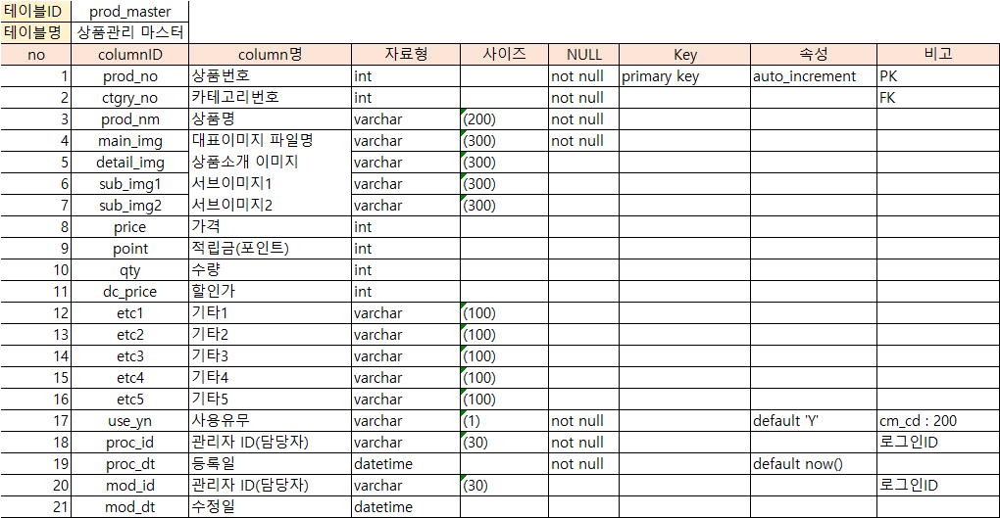 테이블ID prod_master
테이블명 상품관리 마스터
no columnID column명 자료형 사이즈 NULL Key 속성 비고
1 prod_no 상품번호 int not null primary key auto_increment PK
2 ctgry_no 카테고리번호 int not null FK
3 prod_nm 상품명 varchar (200) not null
4 main_img 대표이미지 파일명 varchar (300) not null
5 detail_img 상품소개 이미지 varchar (300)
6 sub_img1 서브이미지1 varchar (300)
7 sub_img2 서브이미지2 varchar (300)
8 price 가격 int
9 point 적립금(포인트) int
10 qty 수량 int
11 dc_price 할인가 int
12 etc1 기타1 varchar (100)
13 etc2 기타2 varchar (100)
14 etc3 기타3 varchar (100)
15 etc4 기타4 varchar (100)
16 etc5 기타5 varchar (100)
17 use_yn 사용유무 varchar (1) not null default 'Y' cm_cd : 200
18 proc_id 관리자 ID(담당자) varchar (30) not null 로그인ID
19 proc_dt 등록일 datetime not null default now()
20 mod_id 관리자 ID(담당자) varchar (30) 로그인ID
21 mod_dt 수정일 datetime